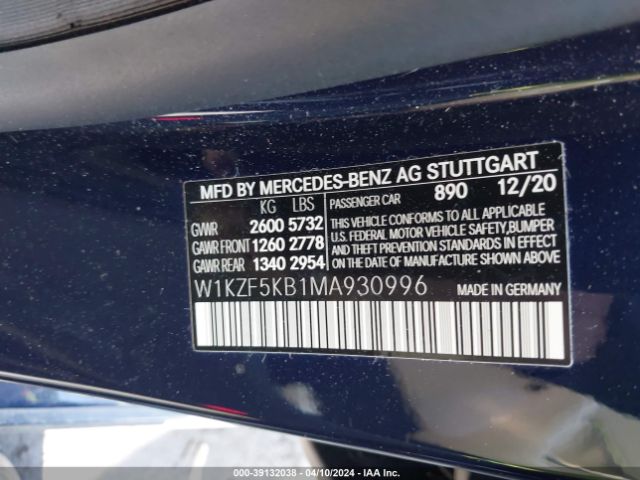 MFD BY MERCEDES-BENZ AG STUTTGART
KG LBS PASSENGER CAR 890 12/20
GVWR 2600 5732
GAWR FRONT 1260 2778
GAWR REAR 1340 2954
THIS VEHICLE CONFORMS TO ALL APPLICABLE
U.S. FEDERAL MOTOR VEHICLE SAFETY,BUMPER
AND THEFT PREVENTION STANDARDS IN EFFECT
ON THE DATE OF MANUFACTURE SHOWN ABOVE.
W1KZF5KB1MA930996 MADE IN GERMANY
000-39132038 - 04/10/2024 - IAA Inc.